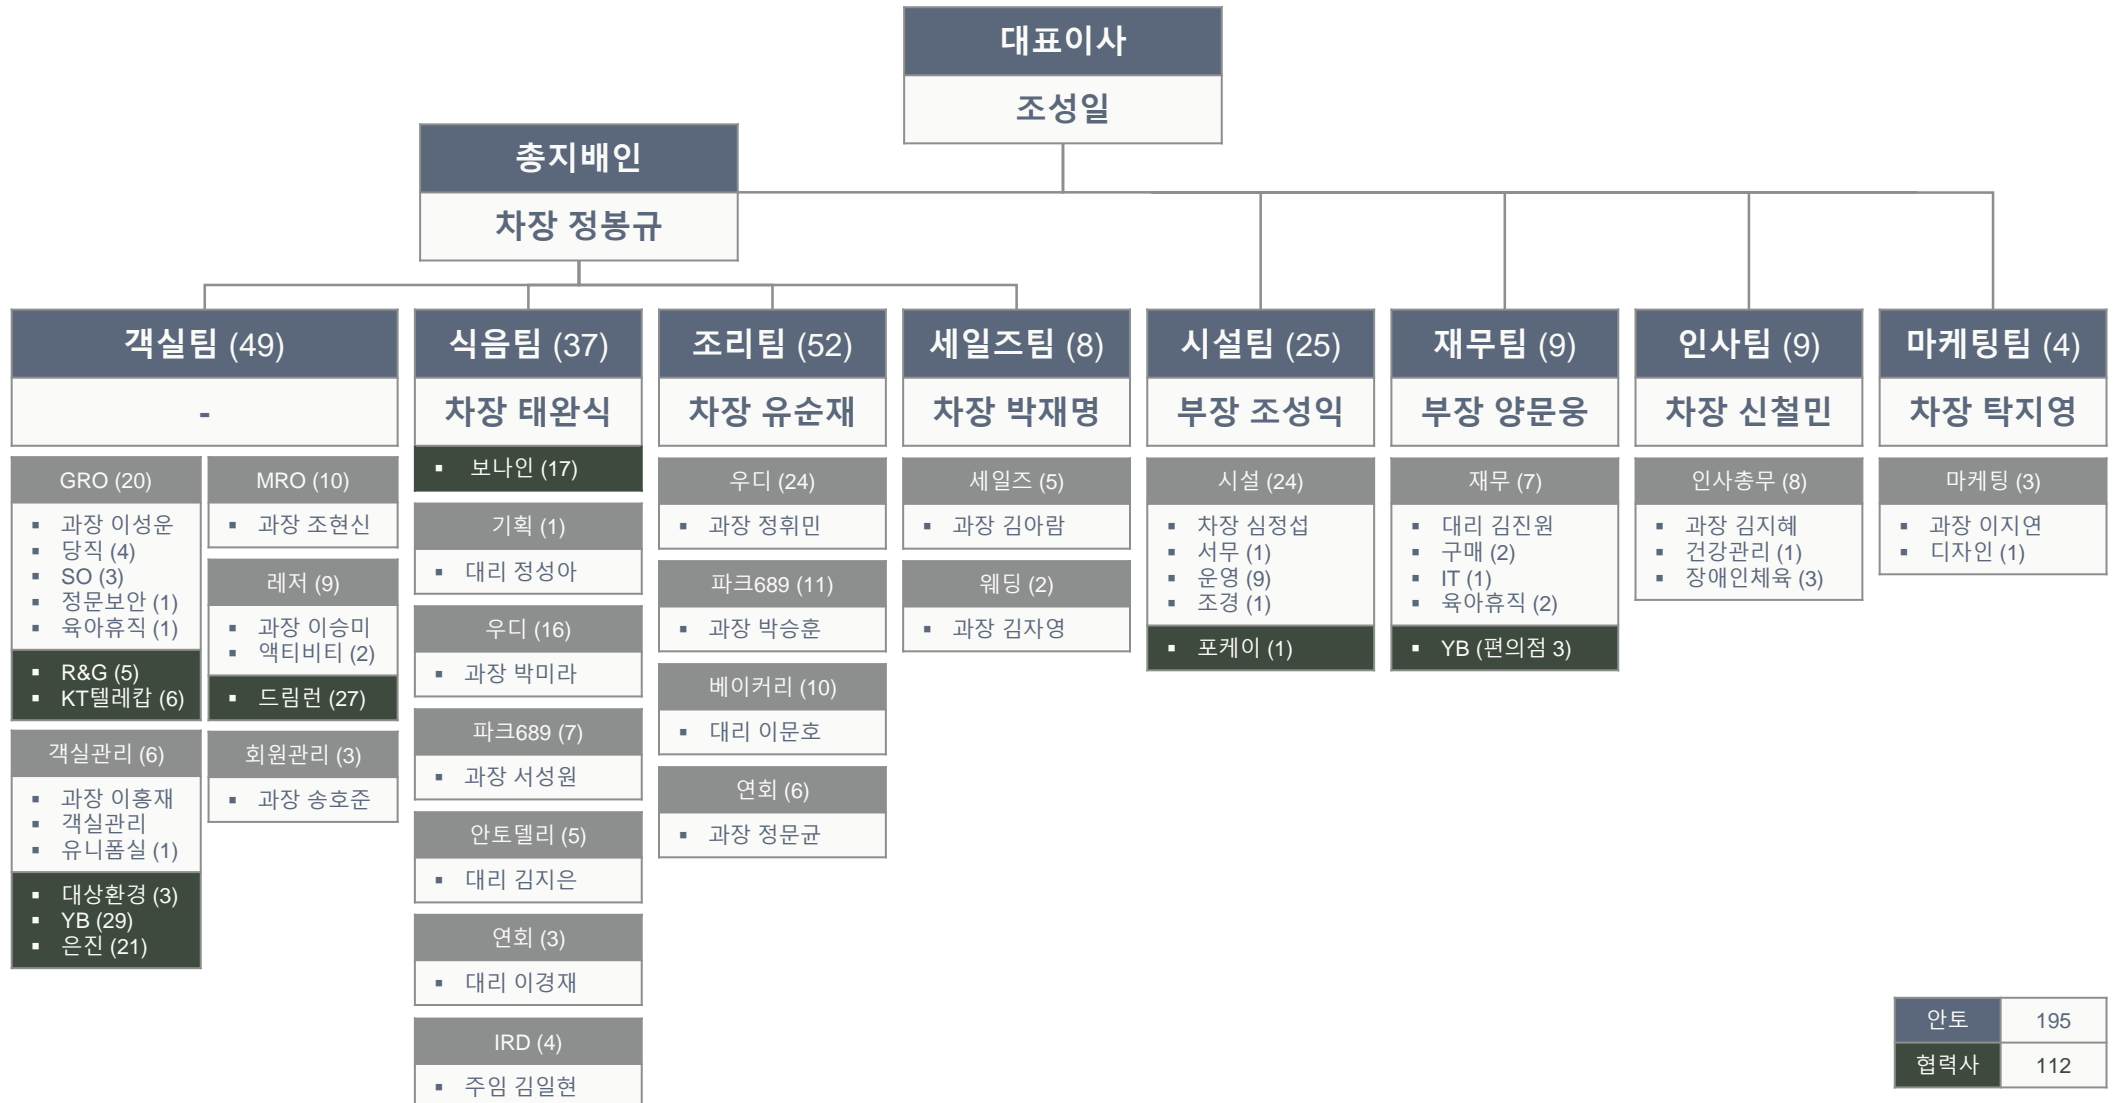 대표이사
조성일
총지배인
차장 정봉규
객실팀 (49)
-
GRO (20)
▪ 과장 이성운
▪ 당직 (4)
▪ SO (3)
▪ 정문보안 (1)
▪ 육아휴직 (1)
▪ R&G (5)
▪ KT텔레캅 (6)
객실관리 (6)
▪ 과장 이홍재
▪ 객실관리
▪ 유니폼실 (1)
▪ 대상환경 (3)
▪ YB (29)
▪ 은진 (21)
MRO (10)
▪ 과장 조현신
레저 (9)
▪ 과장 이승미
▪ 액티비티 (2)
▪ 드림런 (27)
회원관리 (3)
▪ 과장 송호준
식음팀 (37)
차장 태완식
▪ 보나인 (17)
기획 (1)
▪ 대리 정성아
우디 (16)
▪ 과장 박미라
파크689 (7)
▪ 과장 서성원
안토델리 (5)
▪ 대리 김지은
연회 (3)
▪ 대리 이경재
IRD (4)
▪ 주임 김일현
조리팀 (52)
차장 유순재
우디 (24)
▪ 과장 정휘민
파크689 (11)
▪ 과장 박승훈
베이커리 (10)
▪ 대리 이문호
연회 (6)
▪ 과장 정문균
세일즈팀 (8)
차장 박재명
세일즈 (5)
▪ 과장 김아람
웨딩 (2)
▪ 과장 김자영
시설팀 (25)
부장 조성익
시설 (24)
▪ 차장 심정섭
▪ 서무 (1)
▪ 운영 (9)
▪ 조경 (1)
▪ 포케이 (1)
재무팀 (9)
부장 양문웅
재무 (7)
▪ 대리 김진원
▪ 구매 (2)
▪ IT (1)
▪ 육아휴직 (2)
▪ YB (편의점 3)
인사팀 (9)
차장 신철민
인사총무 (8)
▪ 과장 김지혜
▪ 건강관리 (1)
▪ 장애인체육 (3)
마케팅팀 (4)
차장 탁지영
마케팅 (3)
▪ 과장 이지연
▪ 디자인 (1)
안토 195
협력사 112